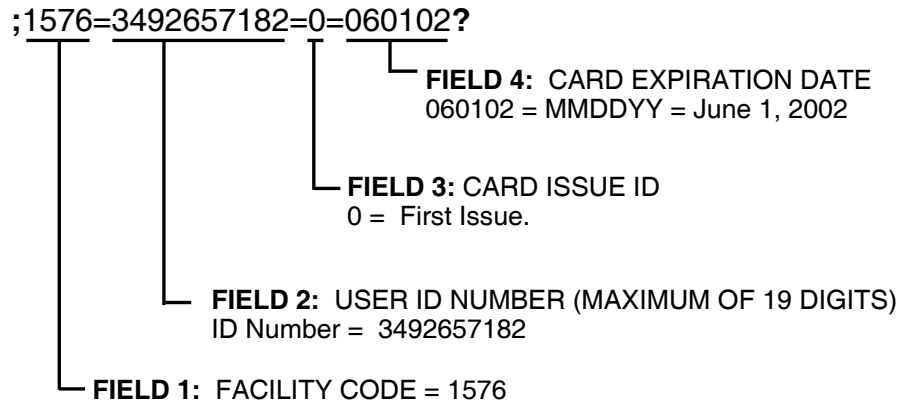 ;1576=3492657182=0=060102?
FIELD 4: CARD EXPIRATION DATE
060102 = MMDDYY = June 1, 2002
FIELD 3: CARD ISSUE ID
0 = First Issue.
FIELD 2: USER ID NUMBER (MAXIMUM OF 19 DIGITS)
ID Number = 3492657182
FIELD 1: FACILITY CODE = 1576